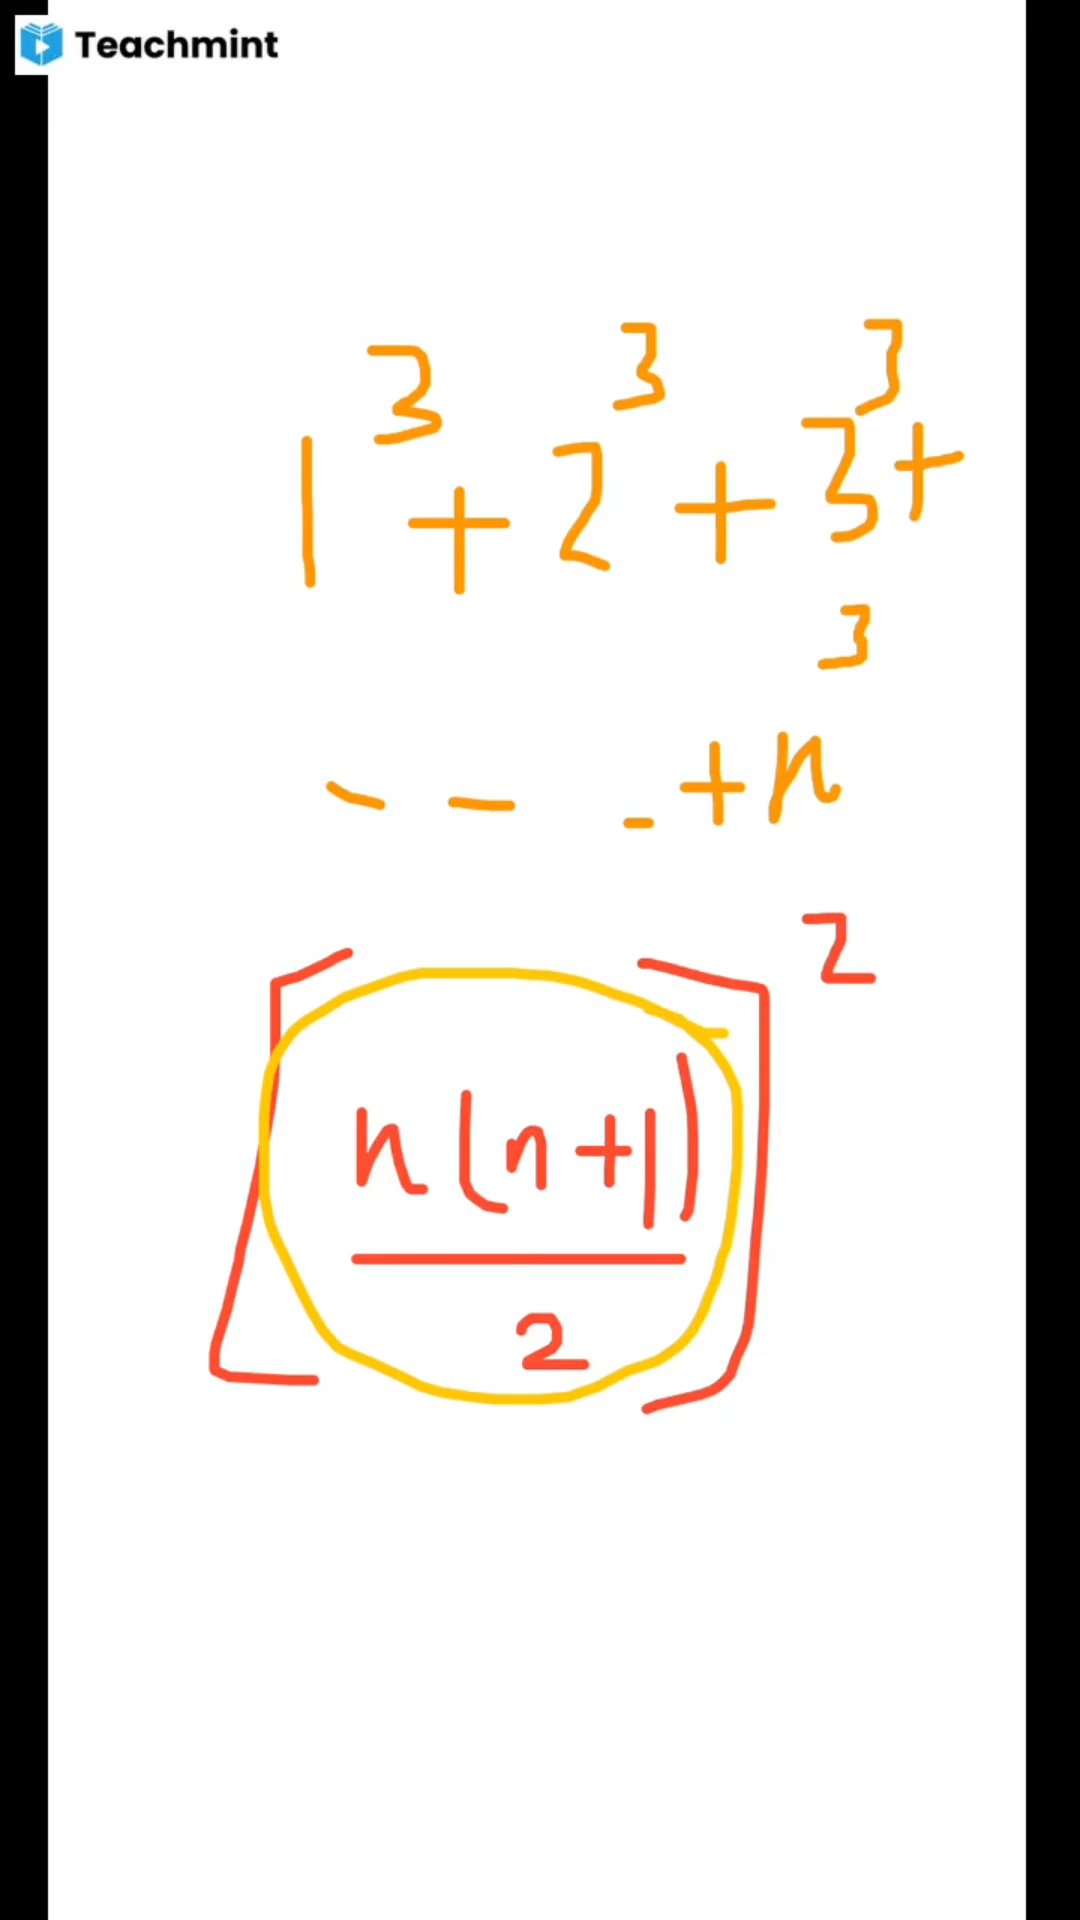 Teachmint
1³ + 2³ + 3³ +
- - - + n³
[n(n+1)/2]²